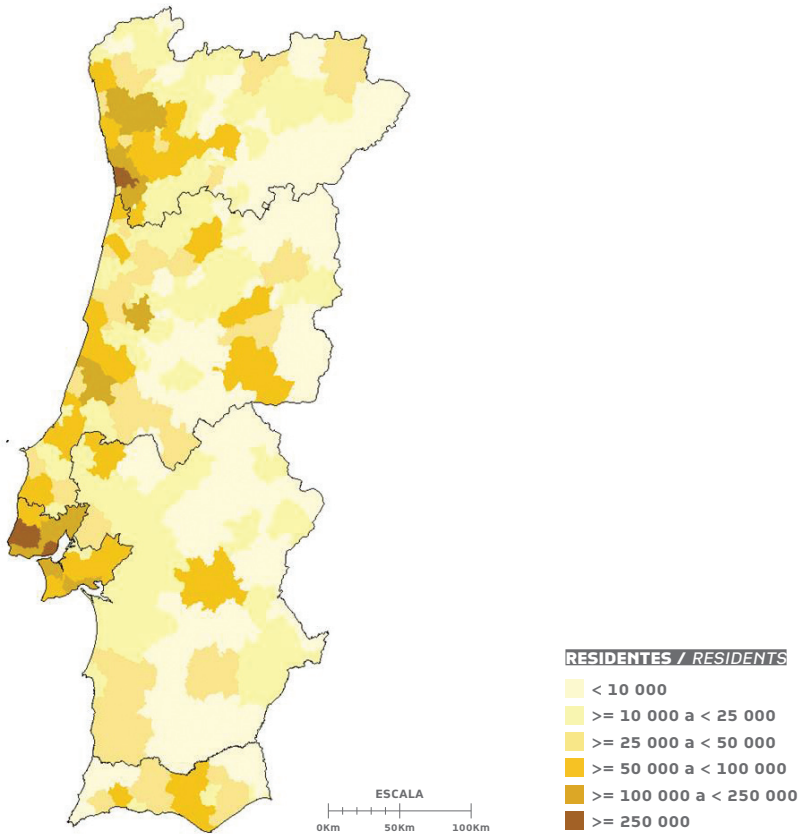 RESIDENTES / RESIDENTS
< 10 000
>= 10 000 a < 25 000
>= 25 000 a < 50 000
>= 50 000 a < 100 000
>= 100 000 a < 250 000
>= 250 000
ESCALA
0Km 50Km 100Km